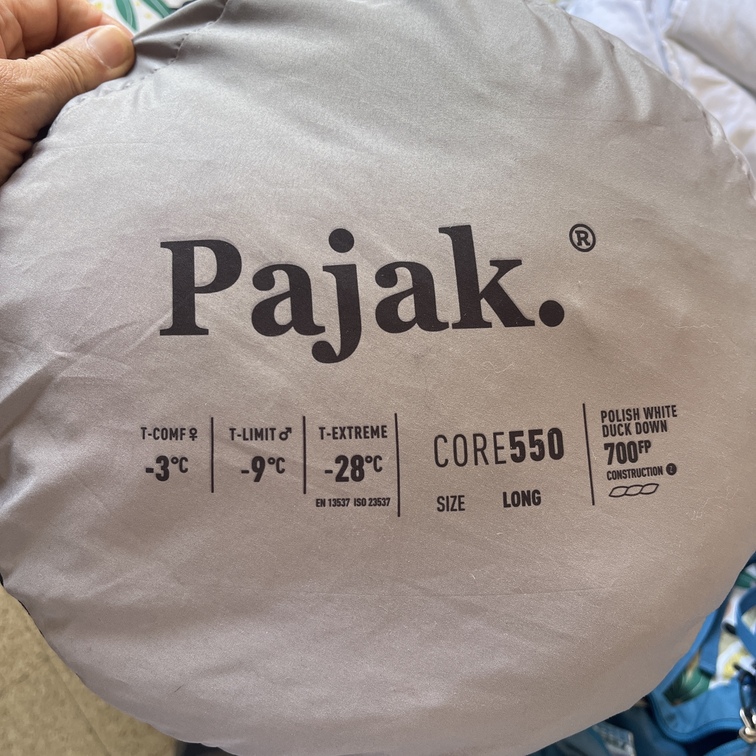 Pajak.®
T-COMF♀
-3°C
T-LIMIT♂
-9°C
T-EXTREME
-28°C
EN 13537 ISO 23537
CORE550
SIZE LONG
POLISH WHITE
DUCK DOWN
700FP
CONSTRUCTION